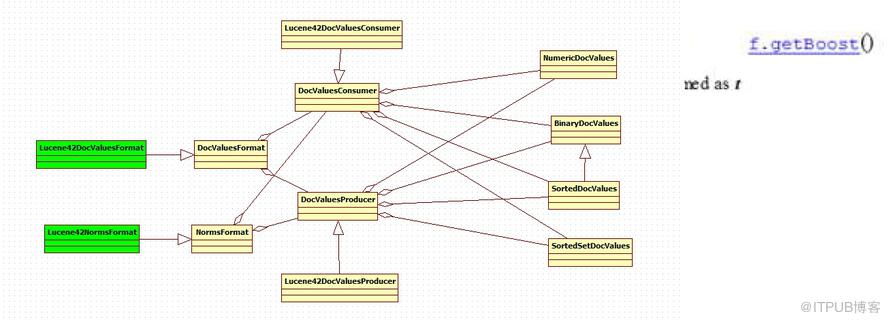 Lucene42DocValuesConsumer
f.getBoost()
NumericDocValues
ned as t
DocValuesConsumer
BinaryDocValues
Lucene42DocValuesFormat
DocValuesFormat
SortedDocValues
DocValuesProducer
Lucene42NormsFormat
NormsFormat
SortedSetDocValues
Lucene42DocValuesProducer
@ITPUB博客